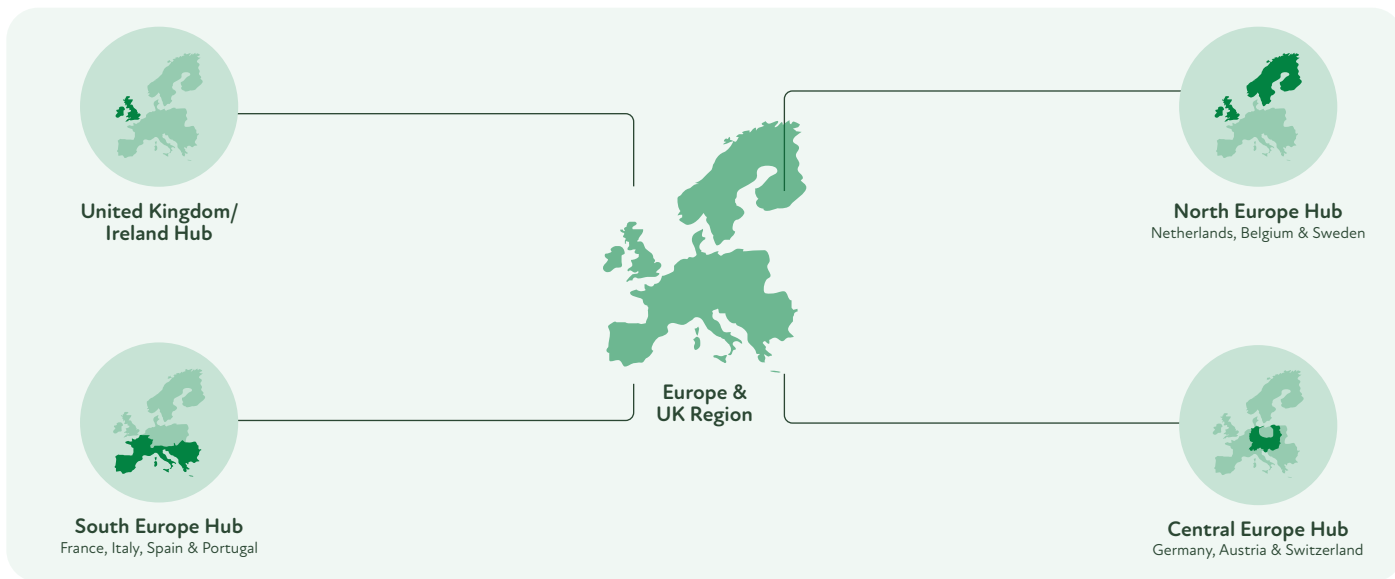 United Kingdom/
Ireland Hub
North Europe Hub
Netherlands, Belgium & Sweden
Europe &
UK Region
South Europe Hub
France, Italy, Spain & Portugal
Central Europe Hub
Germany, Austria & Switzerland